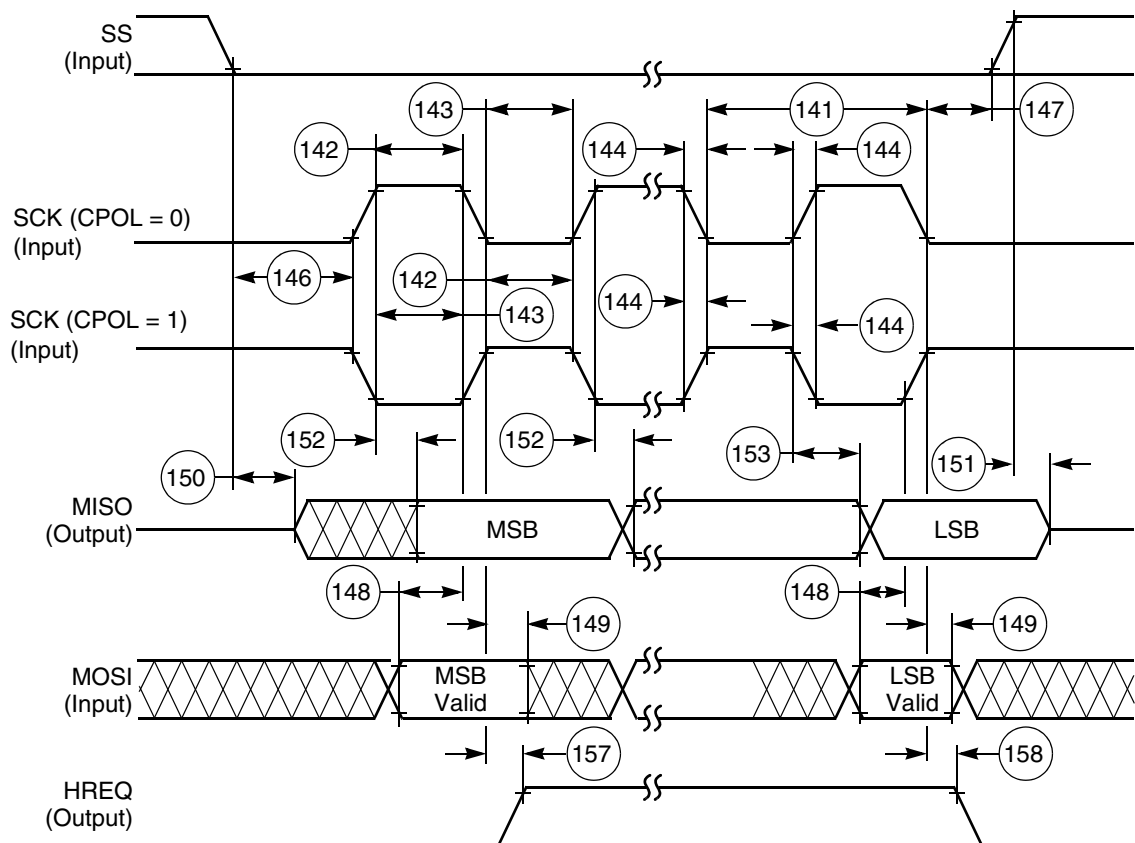 SS
(Input)
143
141
147
142
144
144
SCK (CPOL = 0)
(Input)
146
142
144
SCK (CPOL = 1)
(Input)
143
144
152
152
153
151
150
MISO
(Output)
MSB
LSB
148
148
149
149
MOSI
(Input)
MSB
Valid
LSB
Valid
157
158
HREQ
(Output)